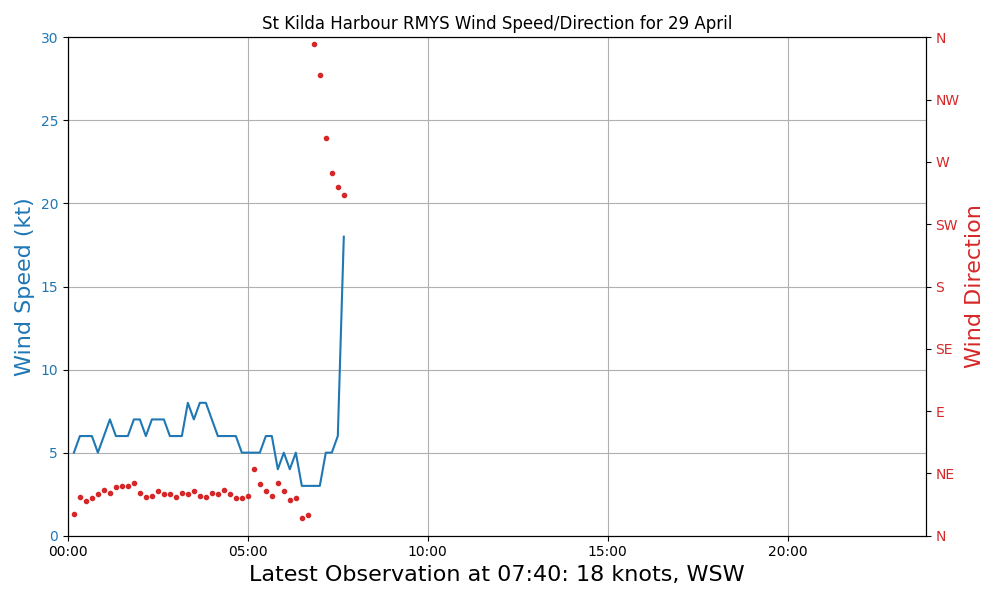 St Kilda Harbour RMYS Wind Speed/Direction for 29 April
Wind Speed (kt)
30
25
20
15
10
5
0
00:00
05:00
10:00
15:00
20:00
N
NW
W
SW
S
SE
E
NE
N
Wind Direction
Latest Observation at 07:40: 18 knots, WSW